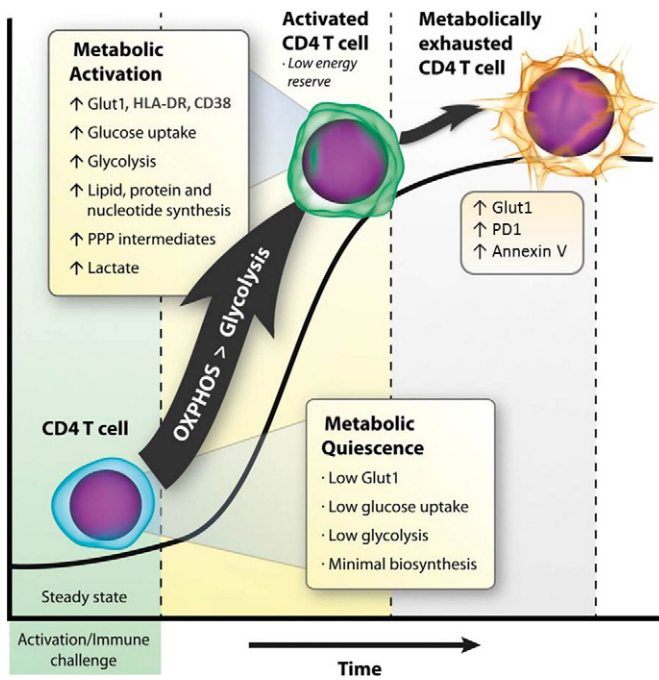 Metabolic
Activation
↑ Glut1, HLA-DR, CD38
↑ Glucose uptake
↑ Glycolysis
↑ Lipid, protein and
nucleotide synthesis
↑ PPP intermediates
↑ Lactate
Activated
CD4 T cell
· Low energy
reserve
Metabolically
exhausted
CD4 T cell
↑ Glut1
↑ PD1
↑ Annexin V
OXPHOS > Glycolysis
CD4 T cell
Metabolic
Quiescence
· Low Glut1
· Low glucose uptake
· Low glycolysis
· Minimal biosynthesis
Steady state
Activation/Immune
challenge
Time